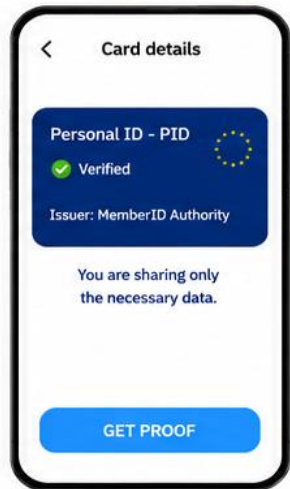 Card details
Personal ID - PID
Verified
Issuer: MemberID Authority
You are sharing only
the necessary data.
GET PROOF